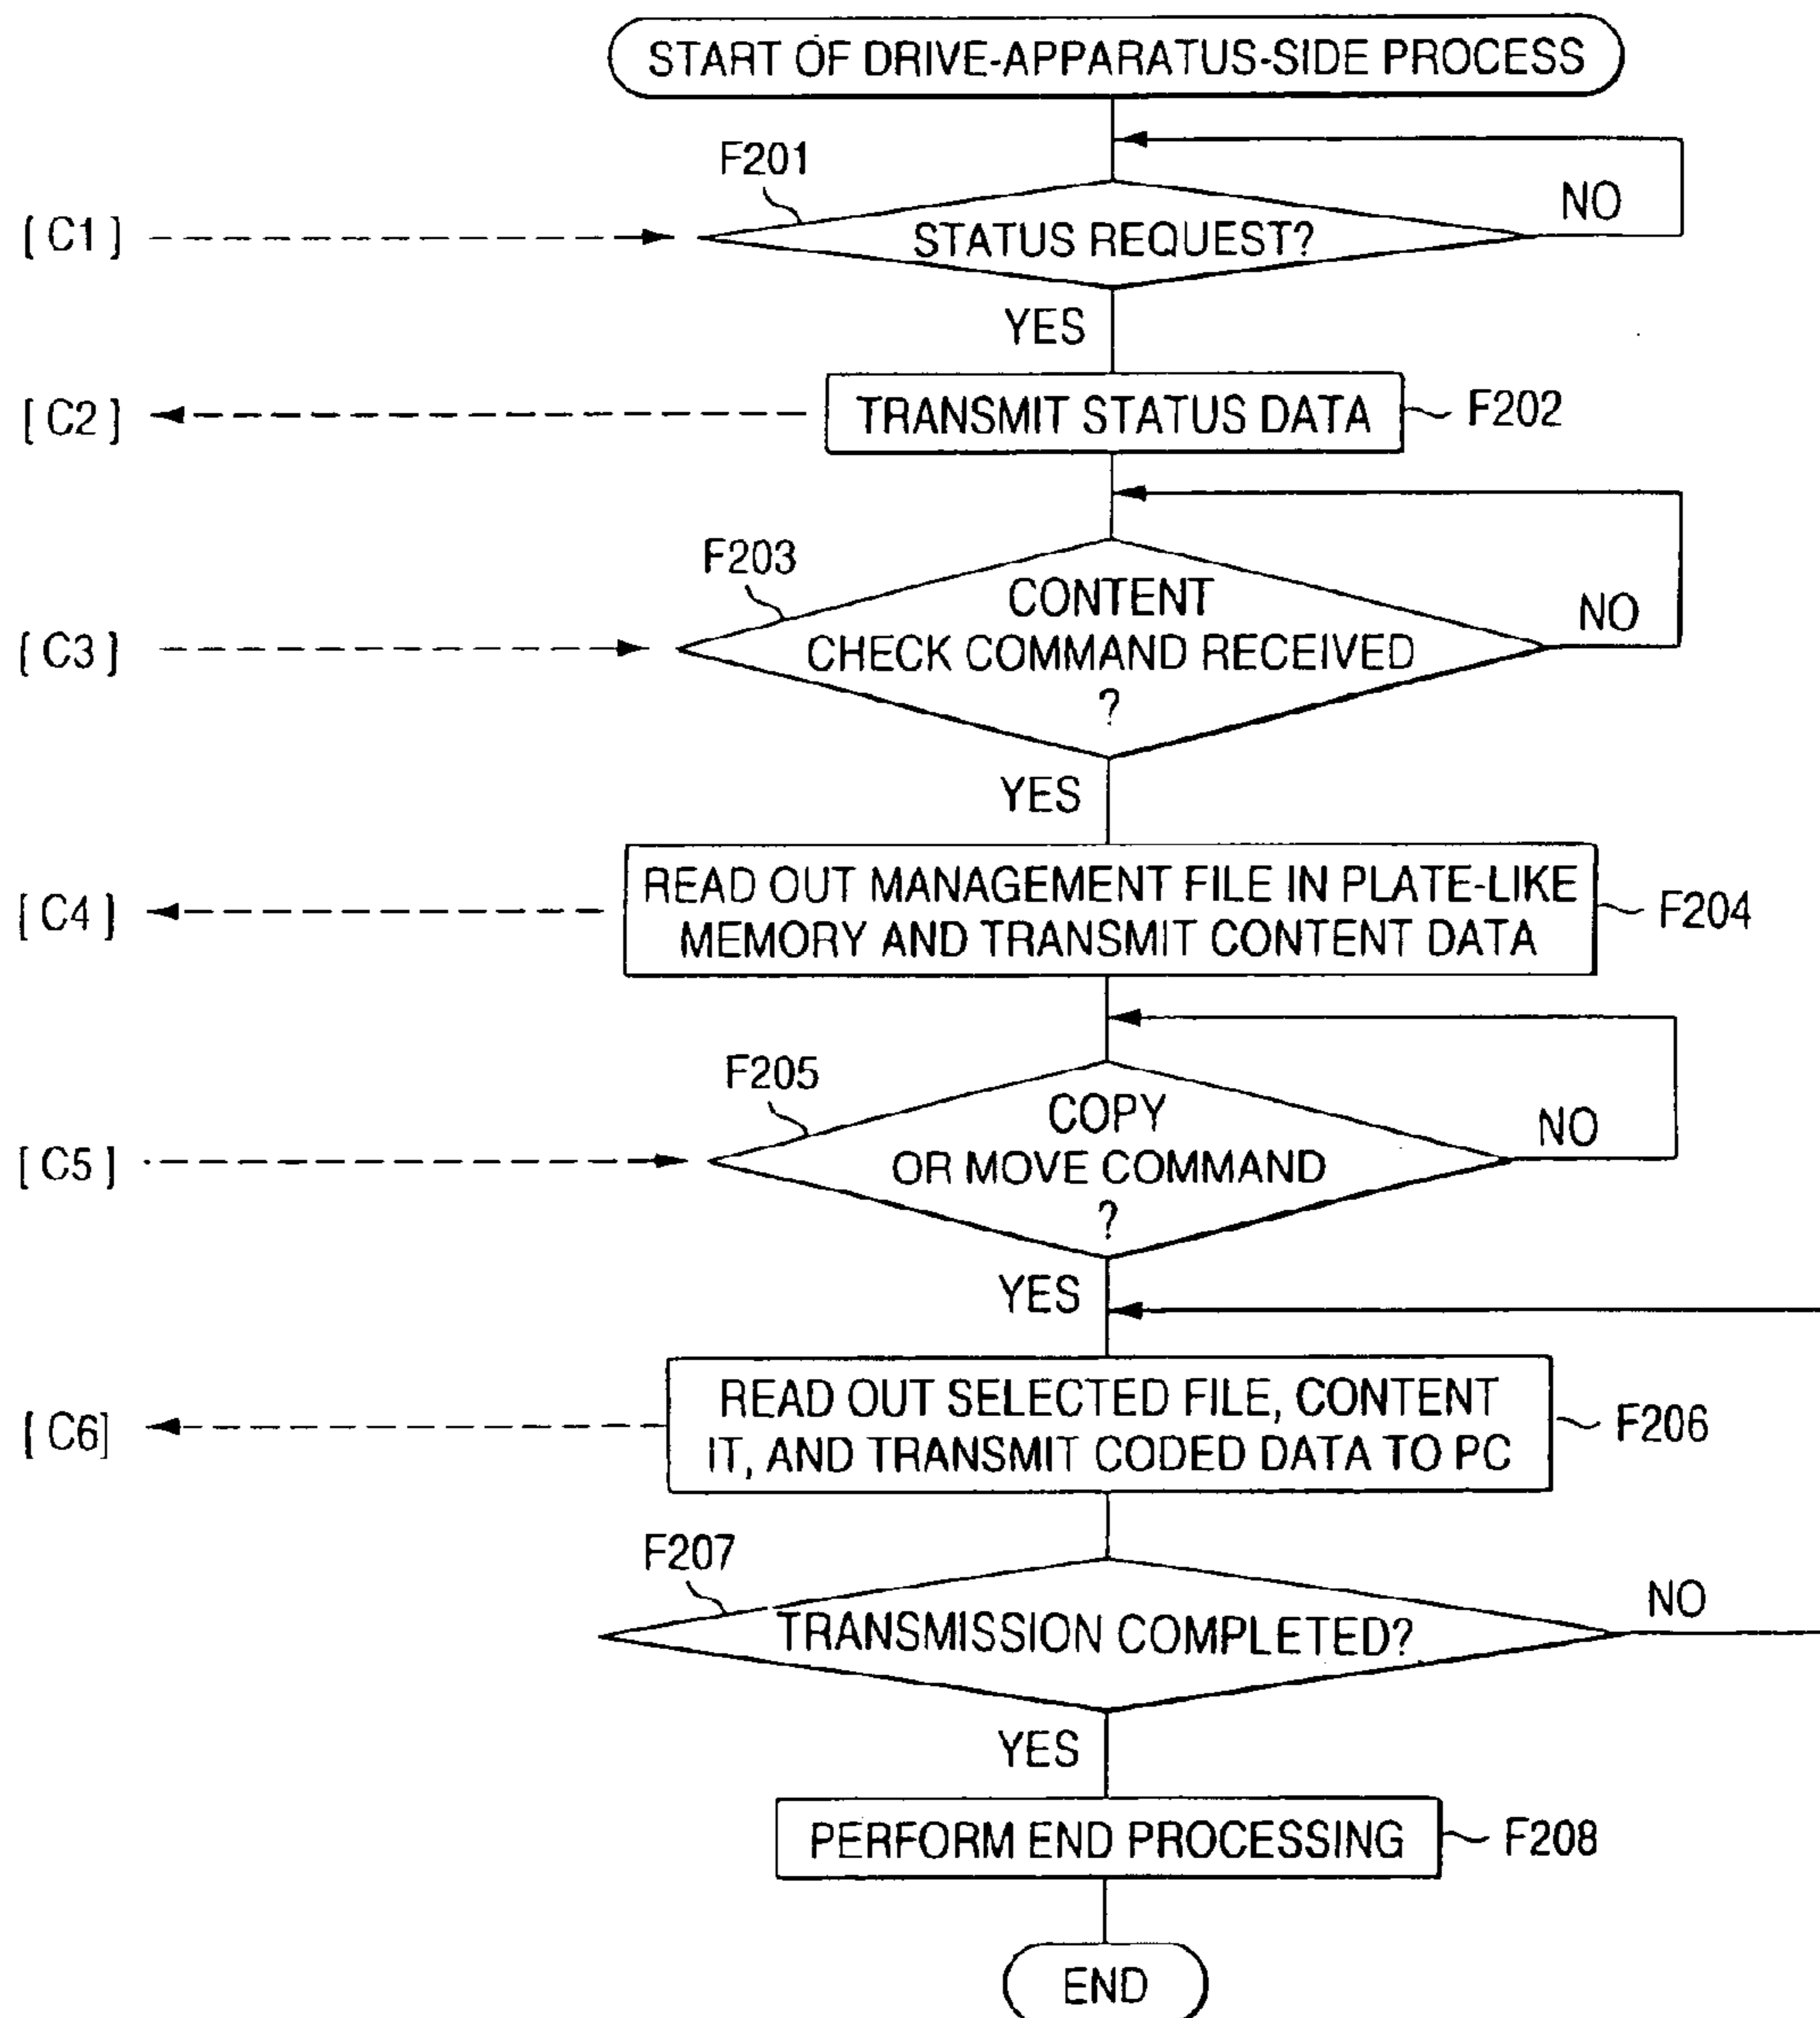 START OF DRIVE-APPARATUS-SIDE PROCESS
F201
NO
[C1]
STATUS REQUEST?
YES
[C2]
TRANSMIT STATUS DATA
F202
F203
CONTENT
NO
[C3]
CHECK COMMAND RECEIVED
?
YES
READ OUT MANAGEMENT FILE IN PLATE-LIKE
[C4]
F204
MEMORY AND TRANSMIT CONTENT DATA
F205
COPY
NO
[C5]
OR MOVE COMMAND
?
YES
READ OUT SELECTED FILE, CONTENT
[C6]
F206
IT, AND TRANSMIT CODED DATA TO PC
F207
NO
TRANSMISSION COMPLETED?
YES
PERFORM END PROCESSING
F208
END